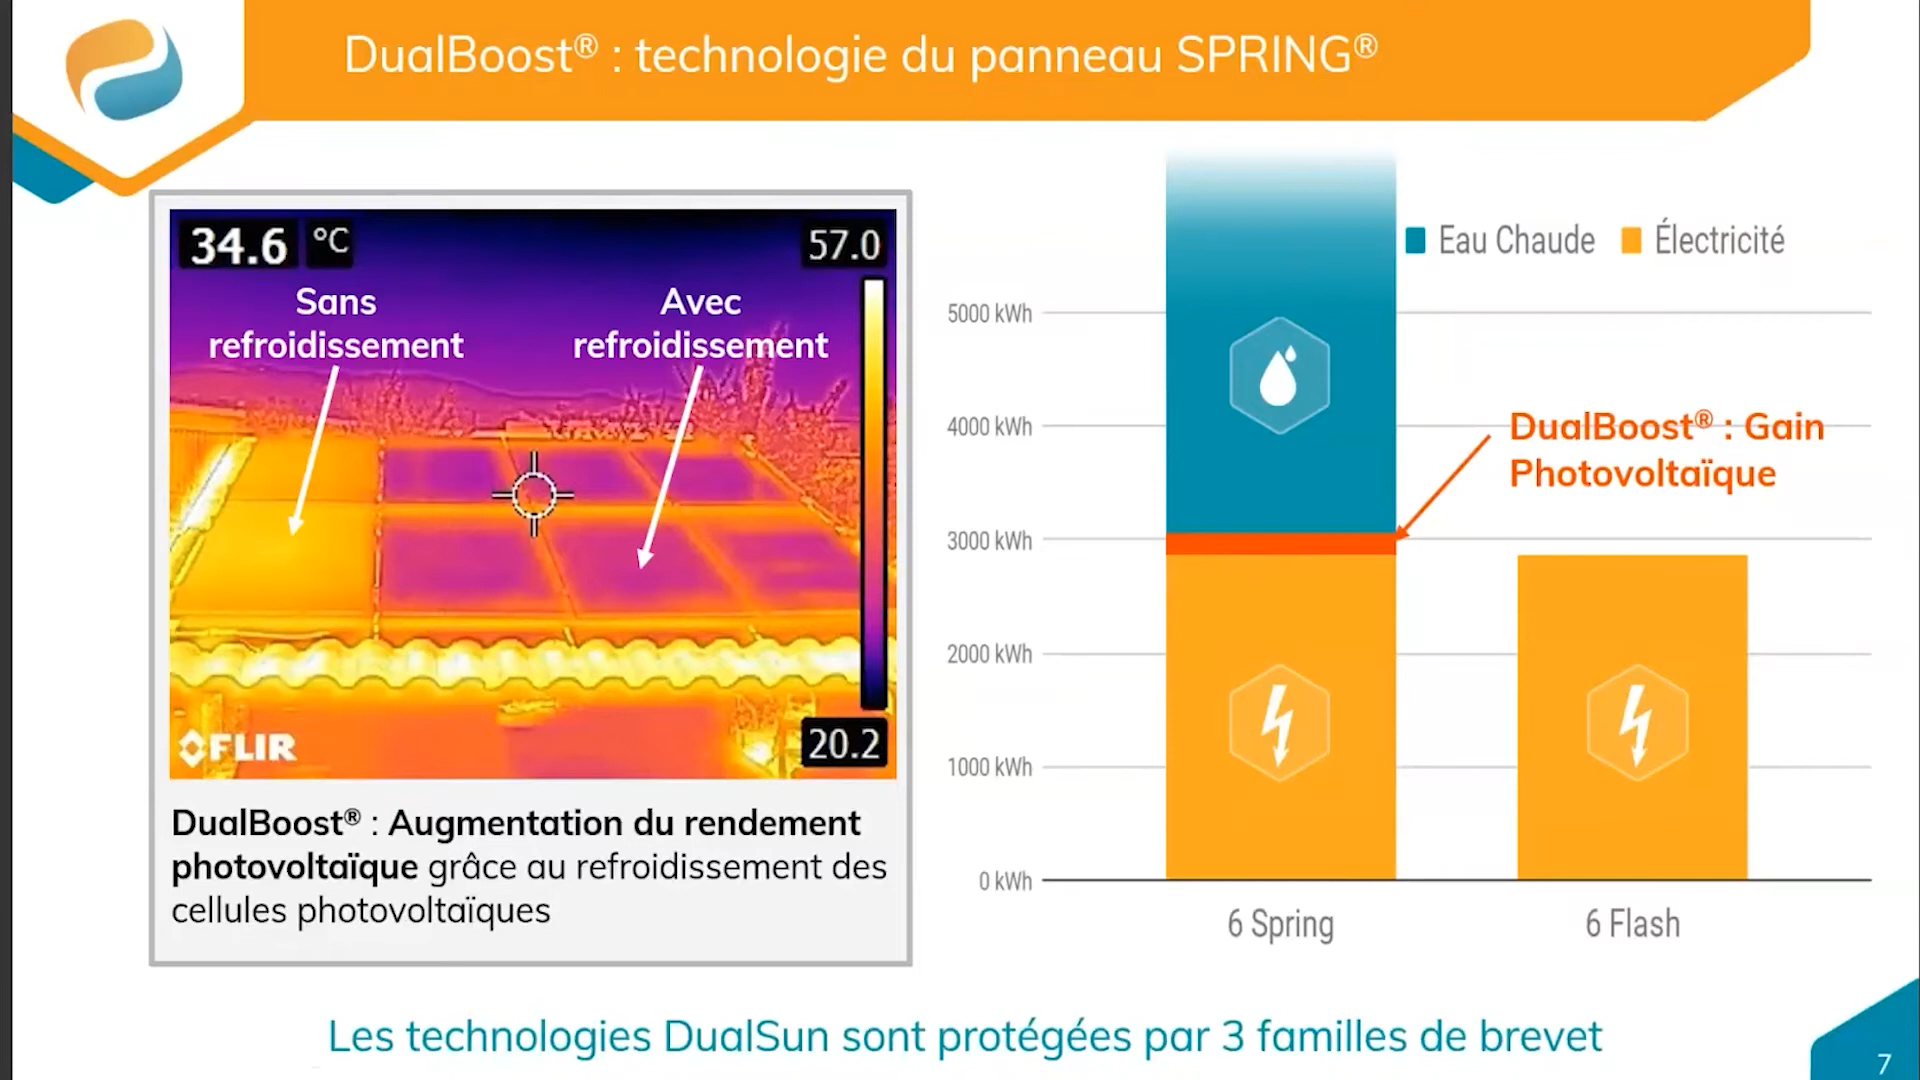 DualBoost® : technologie du panneau SPRING®
34.6 °C
57.0
Sans
refroidissement
Avec
refroidissement
FLIR
20.2
DualBoost® : Augmentation du rendement
photovoltaïque grâce au refroidissement des
cellules photovoltaïques
Eau Chaude
Électricité
5000 kWh
4000 kWh
3000 kWh
2000 kWh
1000 kWh
0 kWh
DualBoost® : Gain
Photovoltaïque
6 Spring
6 Flash
Les technologies DualSun sont protégées par 3 familles de brevet
7